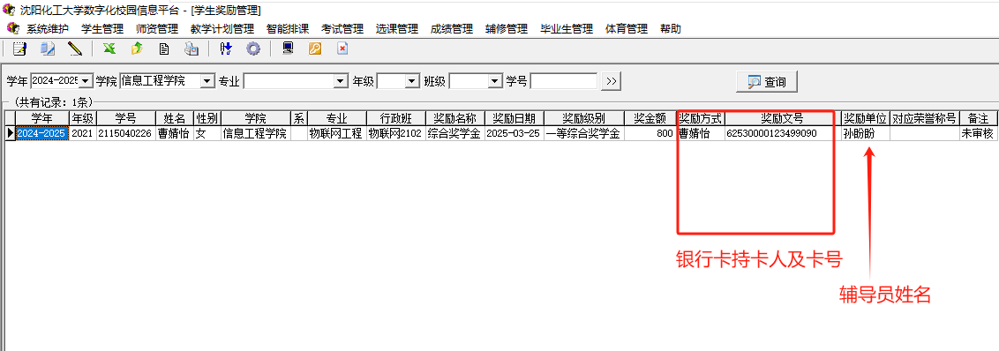 沈阳化工大学数字化校园信息平台 - [学生奖励管理]
系统维护 学生管理 师资管理 教学计划管理 智能排课 考试管理 选课管理 成绩管理 辅修管理 毕业生管理 体育管理 帮助
学年 2024-2025 学院 信息工程学院 专业 年级 班级 学号 >> 查询
(共有记录: 1条)
学年 年级 学号 姓名 性别 学院 系 专业 行政班 奖励名称 奖励日期 奖励级别 奖金额 奖励方式 奖励文号 奖励单位 对应荣誉称号 备注
2024-2025 2021 2115040226 曹婧怡 女 信息工程学院 物联网工程 物联网2102 综合奖学金 2025-03-25 一等综合奖学金 800 曹婧怡 62530000123499090 孙盼盼 未审核
银行卡持卡人及卡号
辅导员姓名